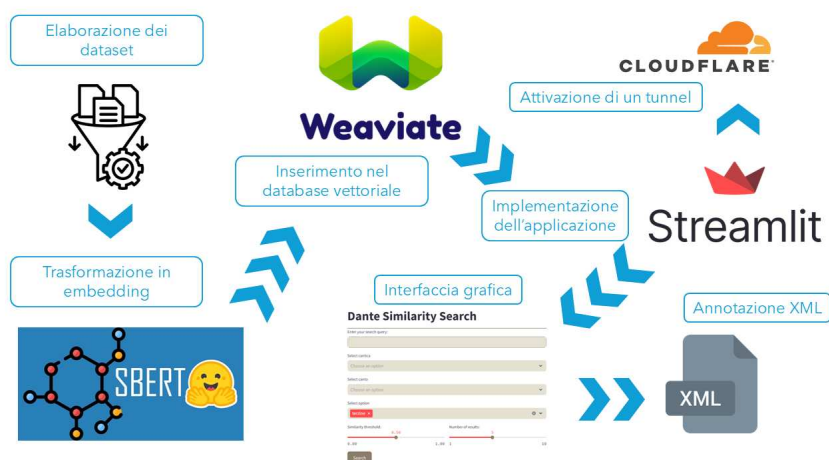 Elaborazione dei
dataset
Trasformazione in
embedding
SBERT
Weaviate
Inserimento nel
database vettoriale
Implementazione
dell'applicazione
CLOUDFLARE
Attivazione di un tunnel
Streamlit
Interfaccia grafica
Dante Similarity Search
Enter your search query
Select cantica
Choose an option
Select canto
Choose an option
Select option
Similarity threshold
Number of results
0.00
1.00
1
10
Search
Annotazione XML
XML